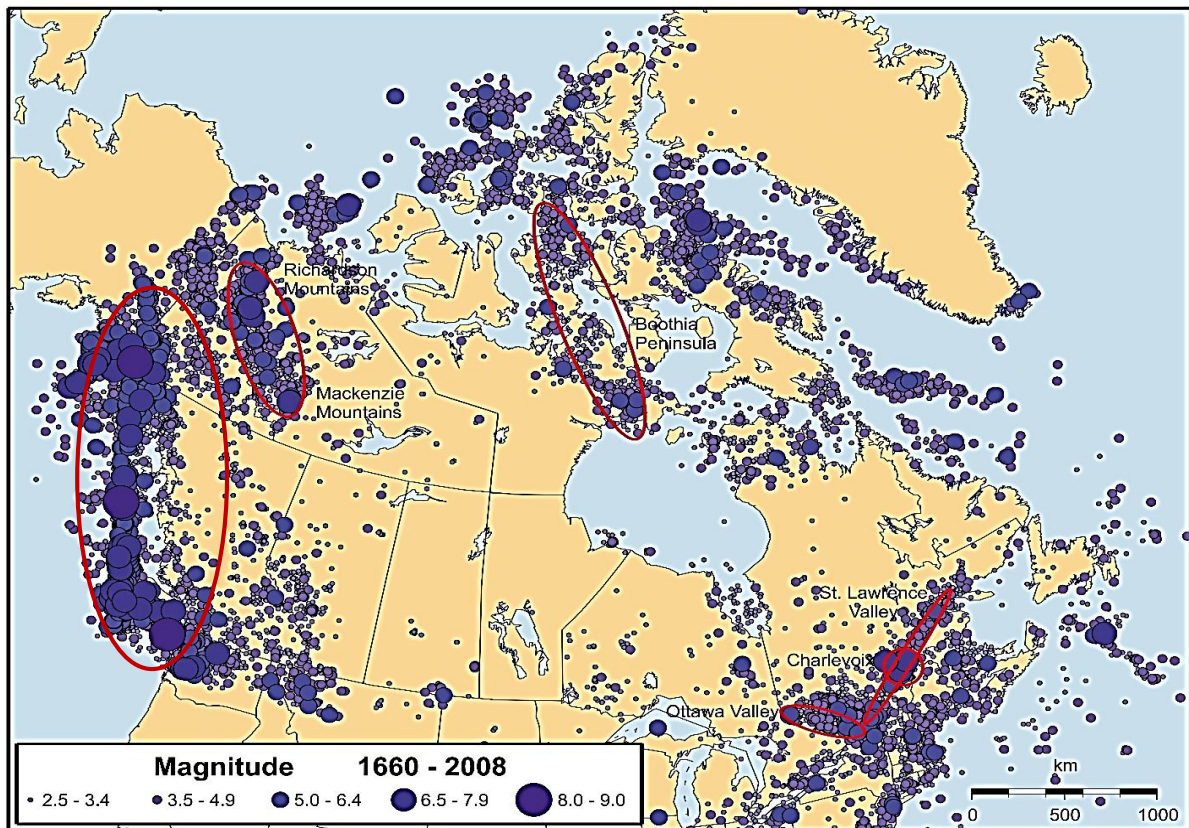 Richardson
Mountains
Mackenzie
Mountains
Boothia
Peninsula
St. Lawrence
Valley
Charlevoix
Ottawa Valley
Magnitude 1660 - 2008
2.5 - 3.4 3.5 - 4.9 5.0 - 6.4 6.5 - 7.9 8.0 - 9.0
km
0 500 1000